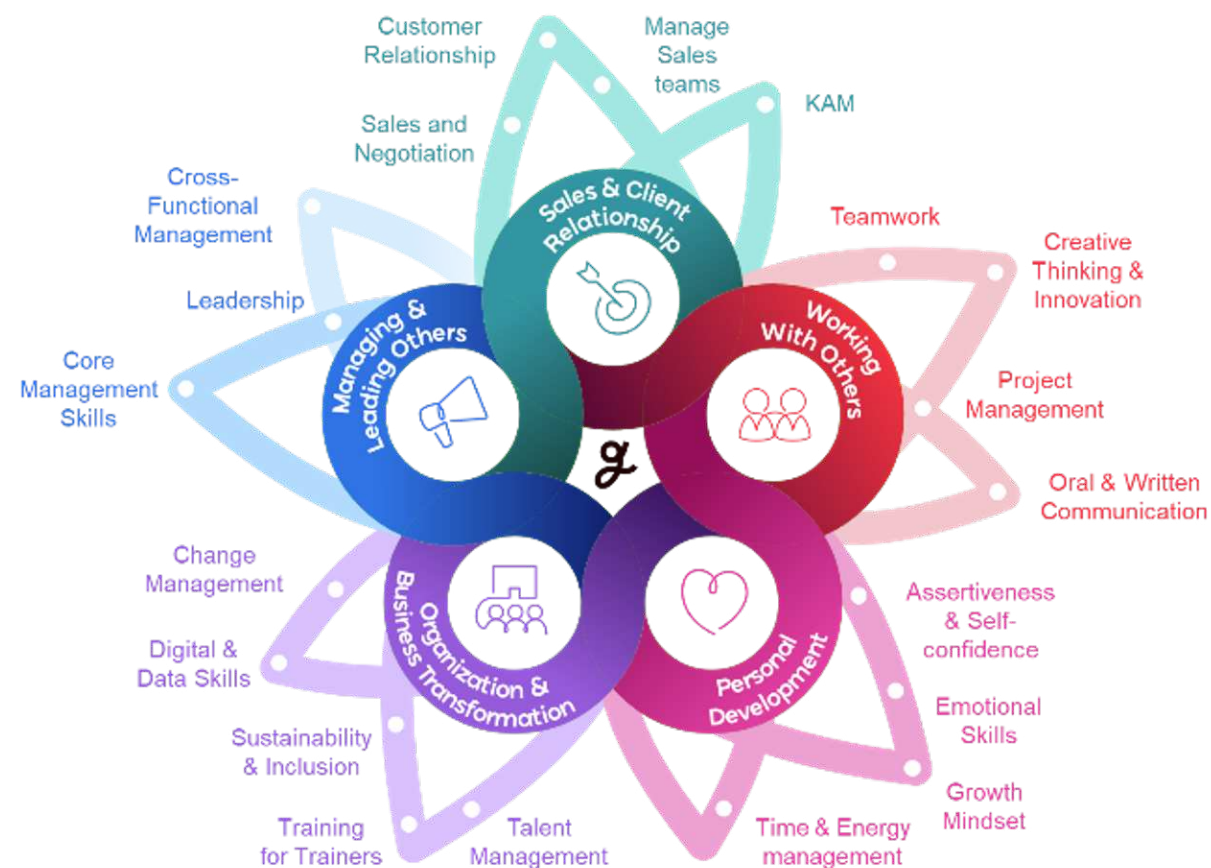 Customer
Relationship
Manage
Sales
teams
KAM
Sales and
Negotiation
Sales & Client
Relationship
Cross-
Functional
Management
Leadership
Core
Management
Skills
Managing &
Leading Others
Teamwork
Creative
Thinking &
Innovation
Project
Management
Oral & Written
Communication
Working
With Others
g
Change
Management
Digital &
Data Skills
Sustainability
& Inclusion
Training
for Trainers
Talent
Management
Organization &
Business Transformation
Assertiveness
& Self-
confidence
Emotional
Skills
Growth
Mindset
Time & Energy
management
Personal
Development